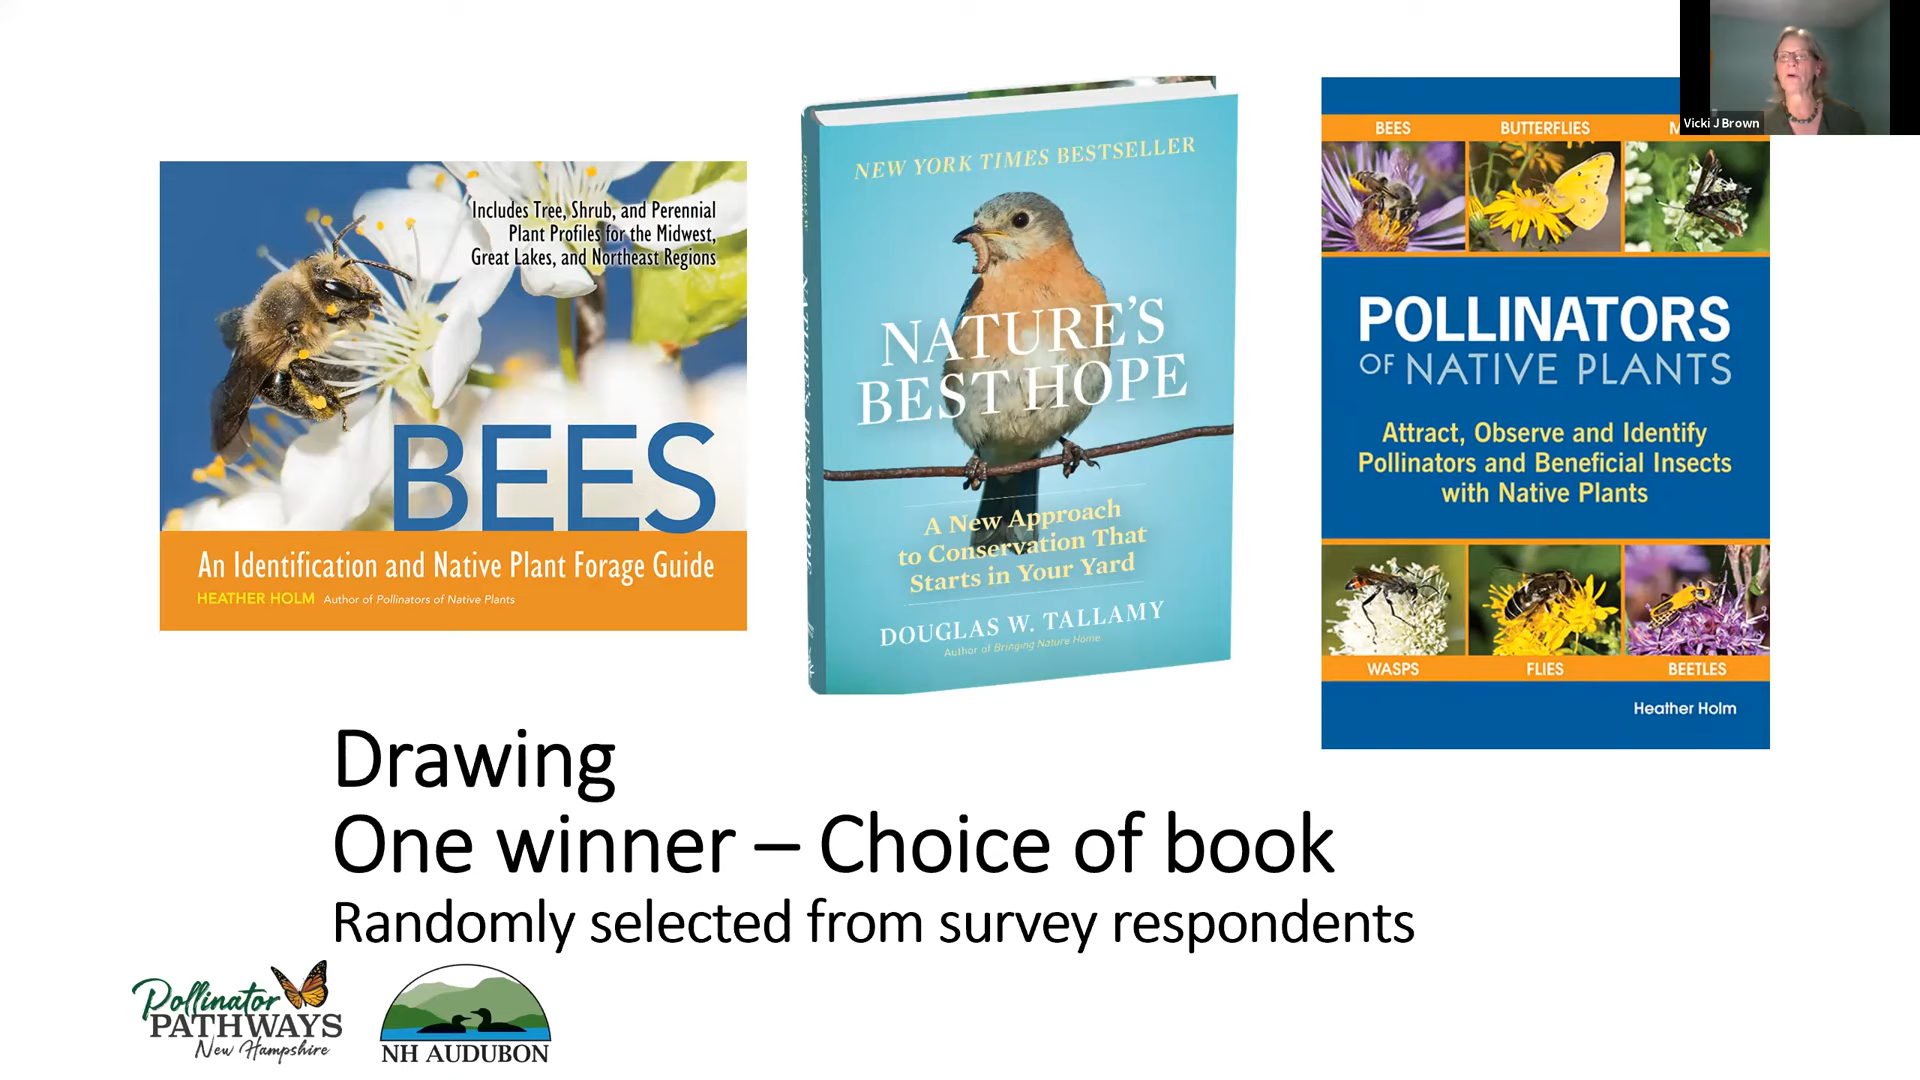 Includes Tree, Shrub, and Perennial
Plant Profiles for the Midwest,
Great Lakes, and Northeast Regions
BEES
An Identification and Native Plant Forage Guide
HEATHER HOLM Author of Pollinators of Native Plants
NEW YORK TIMES BESTSELLER
NATURE'S
BEST HOPE
A New Approach
to Conservation That
Starts in Your Yard
DOUGLAS W. TALLAMY
Author of Bringing Nature Home
NATURE'S BEST HOPE
BEES BUTTERFLIES M
POLLINATORS
OF NATIVE PLANTS
Attract, Observe and Identify
Pollinators and Beneficial Insects
with Native Plants
WASPS FLIES BEETLES
Heather Holm
Vicki J Brown
Drawing
One winner – Choice of book
Randomly selected from survey respondents
Pollinator
PATHWAYS
New Hampshire
NH AUDUBON